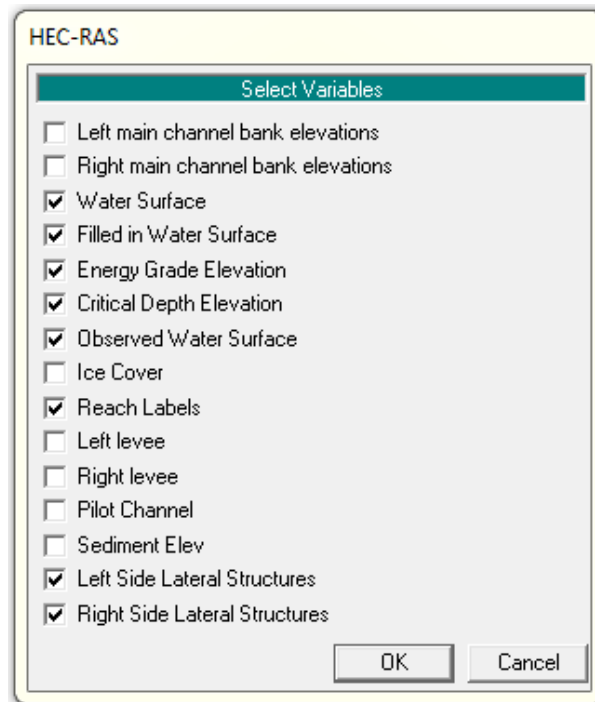 HEC-RAS
Select Variables
Left main channel bank elevations
Right main channel bank elevations
Water Surface
Filled in Water Surface
Energy Grade Elevation
Critical Depth Elevation
Observed Water Surface
Ice Cover
Reach Labels
Left levee
Right levee
Pilot Channel
Sediment Elev
Left Side Lateral Structures
Right Side Lateral Structures
OK Cancel